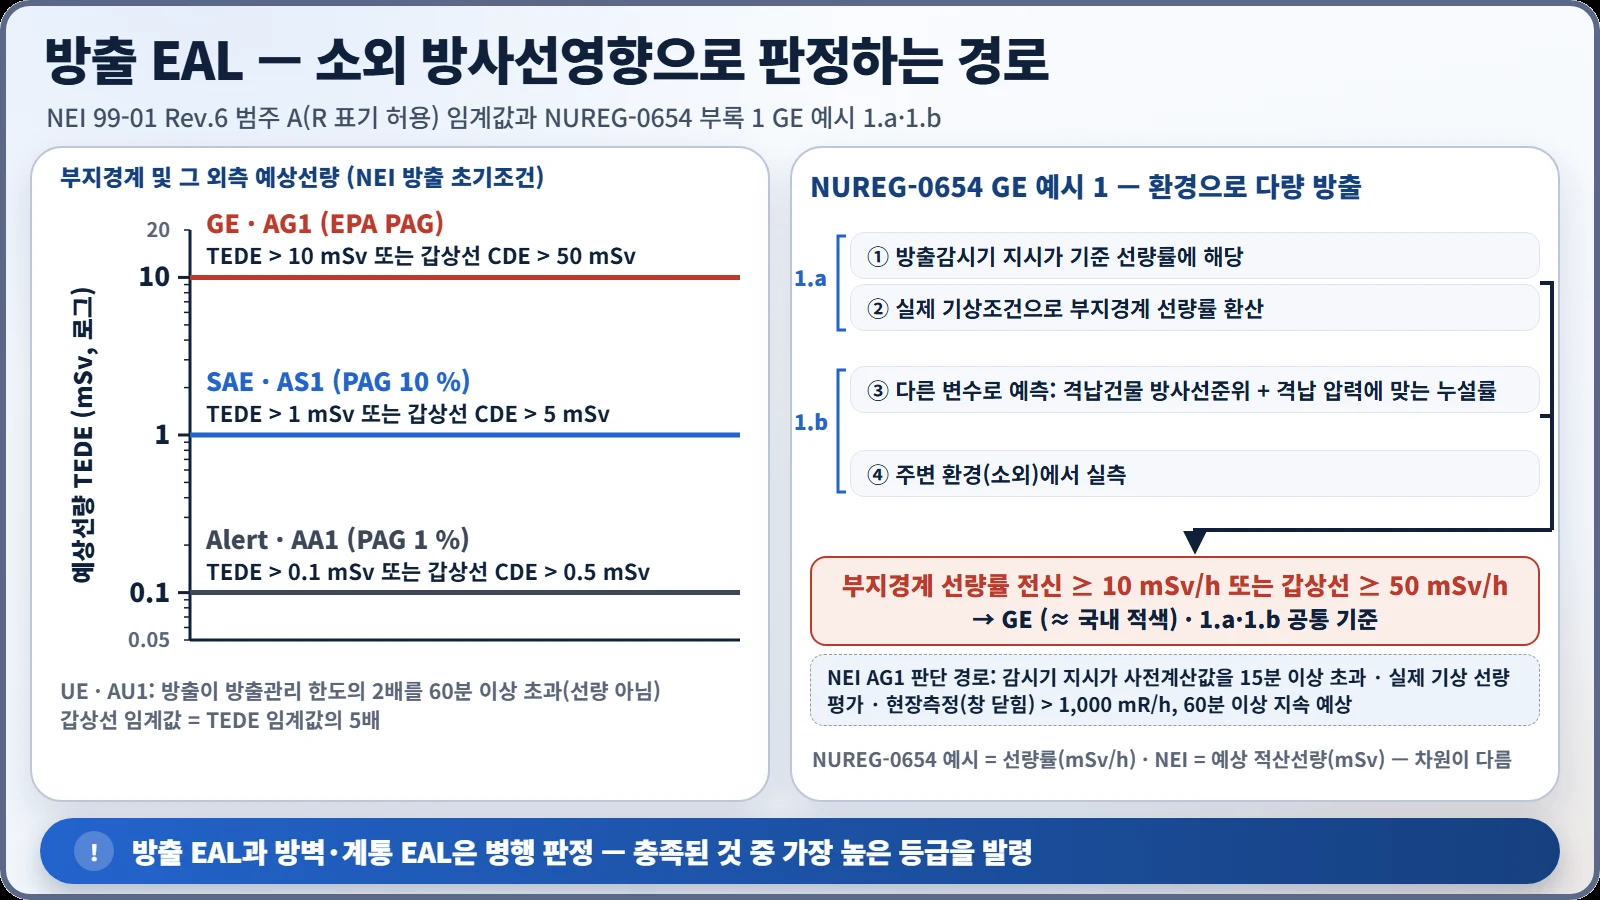 방출 EAL — 소외 방사선영향으로 판정하는 경로
NEI 99-01 Rev.6 범주 A(R 표기 허용) 임계값과 NUREG-0654 부록 1 GE 예시 1.a·1.b
부지경계 및 그 외측 예상선량 (NEI 방출 초기조건)
예상선량 TEDE (mSv, 로그)
20
GE · AG1 (EPA PAG)
TEDE > 10 mSv 또는 갑상선 CDE > 50 mSv
10
SAE · AS1 (PAG 10 %)
TEDE > 1 mSv 또는 갑상선 CDE > 5 mSv
1
Alert · AA1 (PAG 1 %)
TEDE > 0.1 mSv 또는 갑상선 CDE > 0.5 mSv
0.1
0.05
UE · AU1: 방출이 방출관리 한도의 2배를 60분 이상 초과(선량 아님)
갑상선 임계값 = TEDE 임계값의 5배
NUREG-0654 GE 예시 1 — 환경으로 다량 방출
1.a
① 방출감시기 지시가 기준 선량률에 해당
② 실제 기상조건으로 부지경계 선량률 환산
1.b
③ 다른 변수로 예측: 격납건물 방사선준위 + 격납 압력에 맞는 누설률
④ 주변 환경(소외)에서 실측
부지경계 선량률 전신 ≥ 10 mSv/h 또는 갑상선 ≥ 50 mSv/h
→ GE (≈ 국내 적색) · 1.a·1.b 공통 기준
NEI AG1 판단 경로: 감시기 지시가 사전계산값을 15분 이상 초과 · 실제 기상 선량
평가 · 현장측정(창 닫힘) > 1,000 mR/h, 60분 이상 지속 예상
NUREG-0654 예시 = 선량률(mSv/h) · NEI = 예상 적산선량(mSv) — 차원이 다름
! 방출 EAL과 방벽·계통 EAL은 병행 판정 — 충족된 것 중 가장 높은 등급을 발령